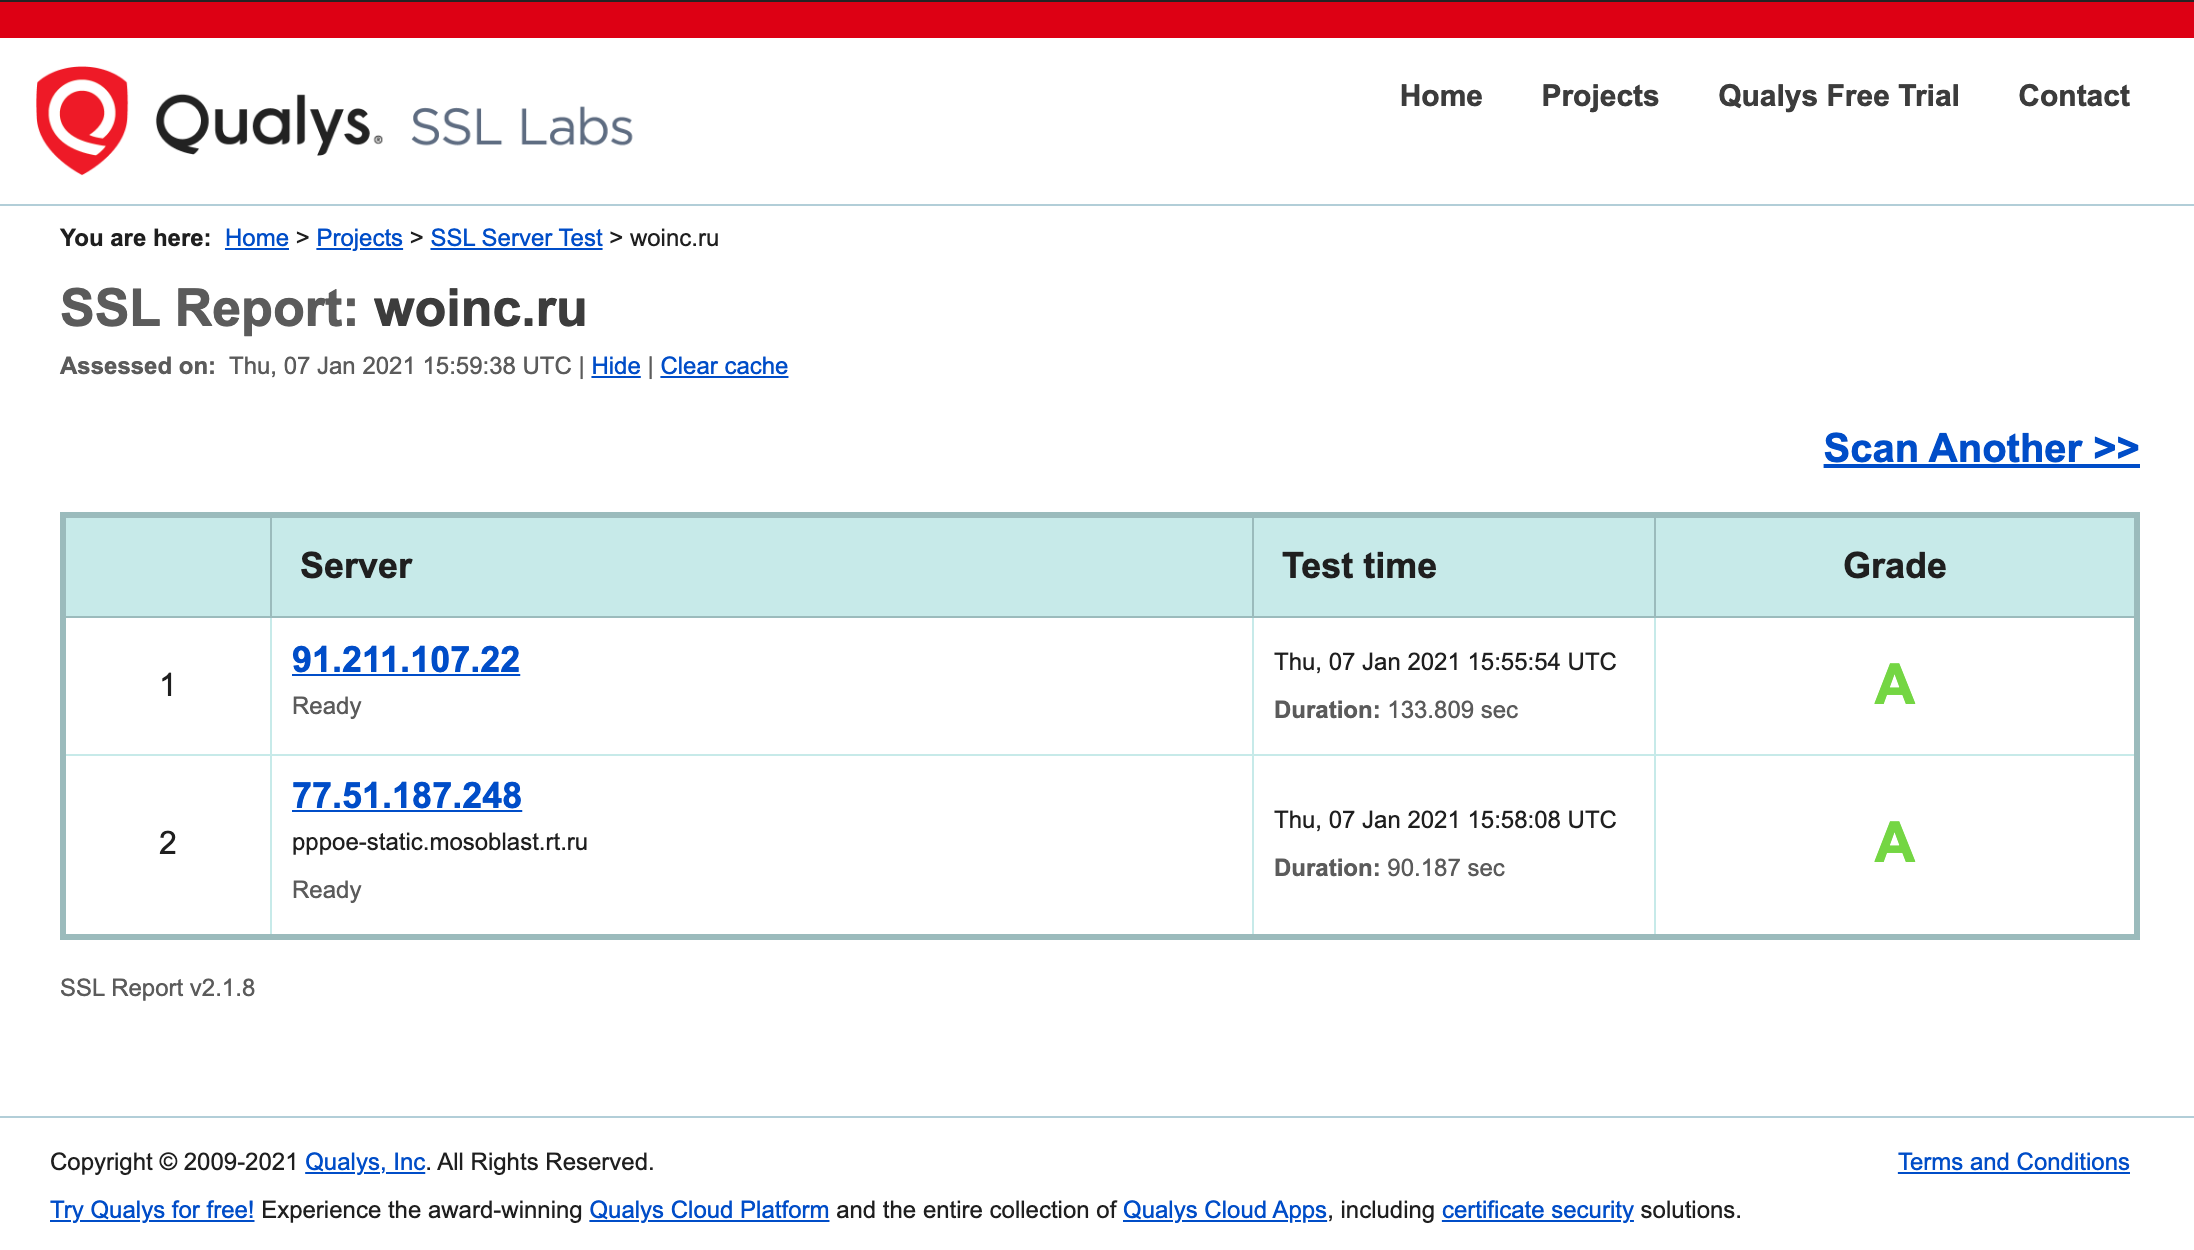 Qualys® SSL Labs
Home Projects Qualys Free Trial Contact
You are here: Home > Projects > SSL Server Test > woinc.ru
SSL Report: woinc.ru
Assessed on: Thu, 07 Jan 2021 15:59:38 UTC | Hide | Clear cache
Scan Another >>
Server Test time Grade
1
91.211.107.22
Ready
Thu, 07 Jan 2021 15:55:54 UTC
Duration: 133.809 sec
A
2
77.51.187.248
pppoe-static.mosoblast.rt.ru
Ready
Thu, 07 Jan 2021 15:58:08 UTC
Duration: 90.187 sec
A
SSL Report v2.1.8
Copyright © 2009-2021 Qualys, Inc. All Rights Reserved.
Terms and Conditions
Try Qualys for free! Experience the award-winning Qualys Cloud Platform and the entire collection of Qualys Cloud Apps, including certificate security solutions.